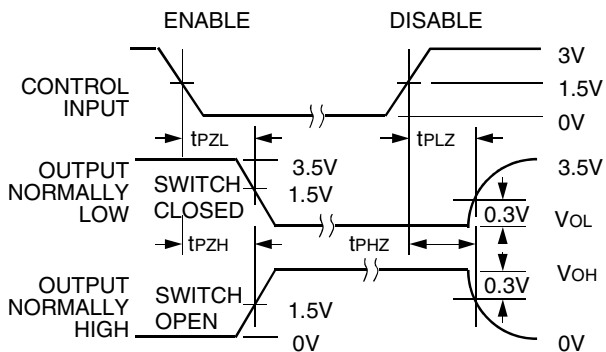 ENABLE
DISABLE
CONTROL
INPUT
3V
1.5V
0V
tPZL
tPLZ
OUTPUT
NORMALLY
LOW
SWITCH
CLOSED
3.5V
1.5V
3.5V
0.3V
VOL
tPZH
tPHZ
OUTPUT
NORMALLY
HIGH
SWITCH
OPEN
1.5V
0V
VOH
0.3V
0V